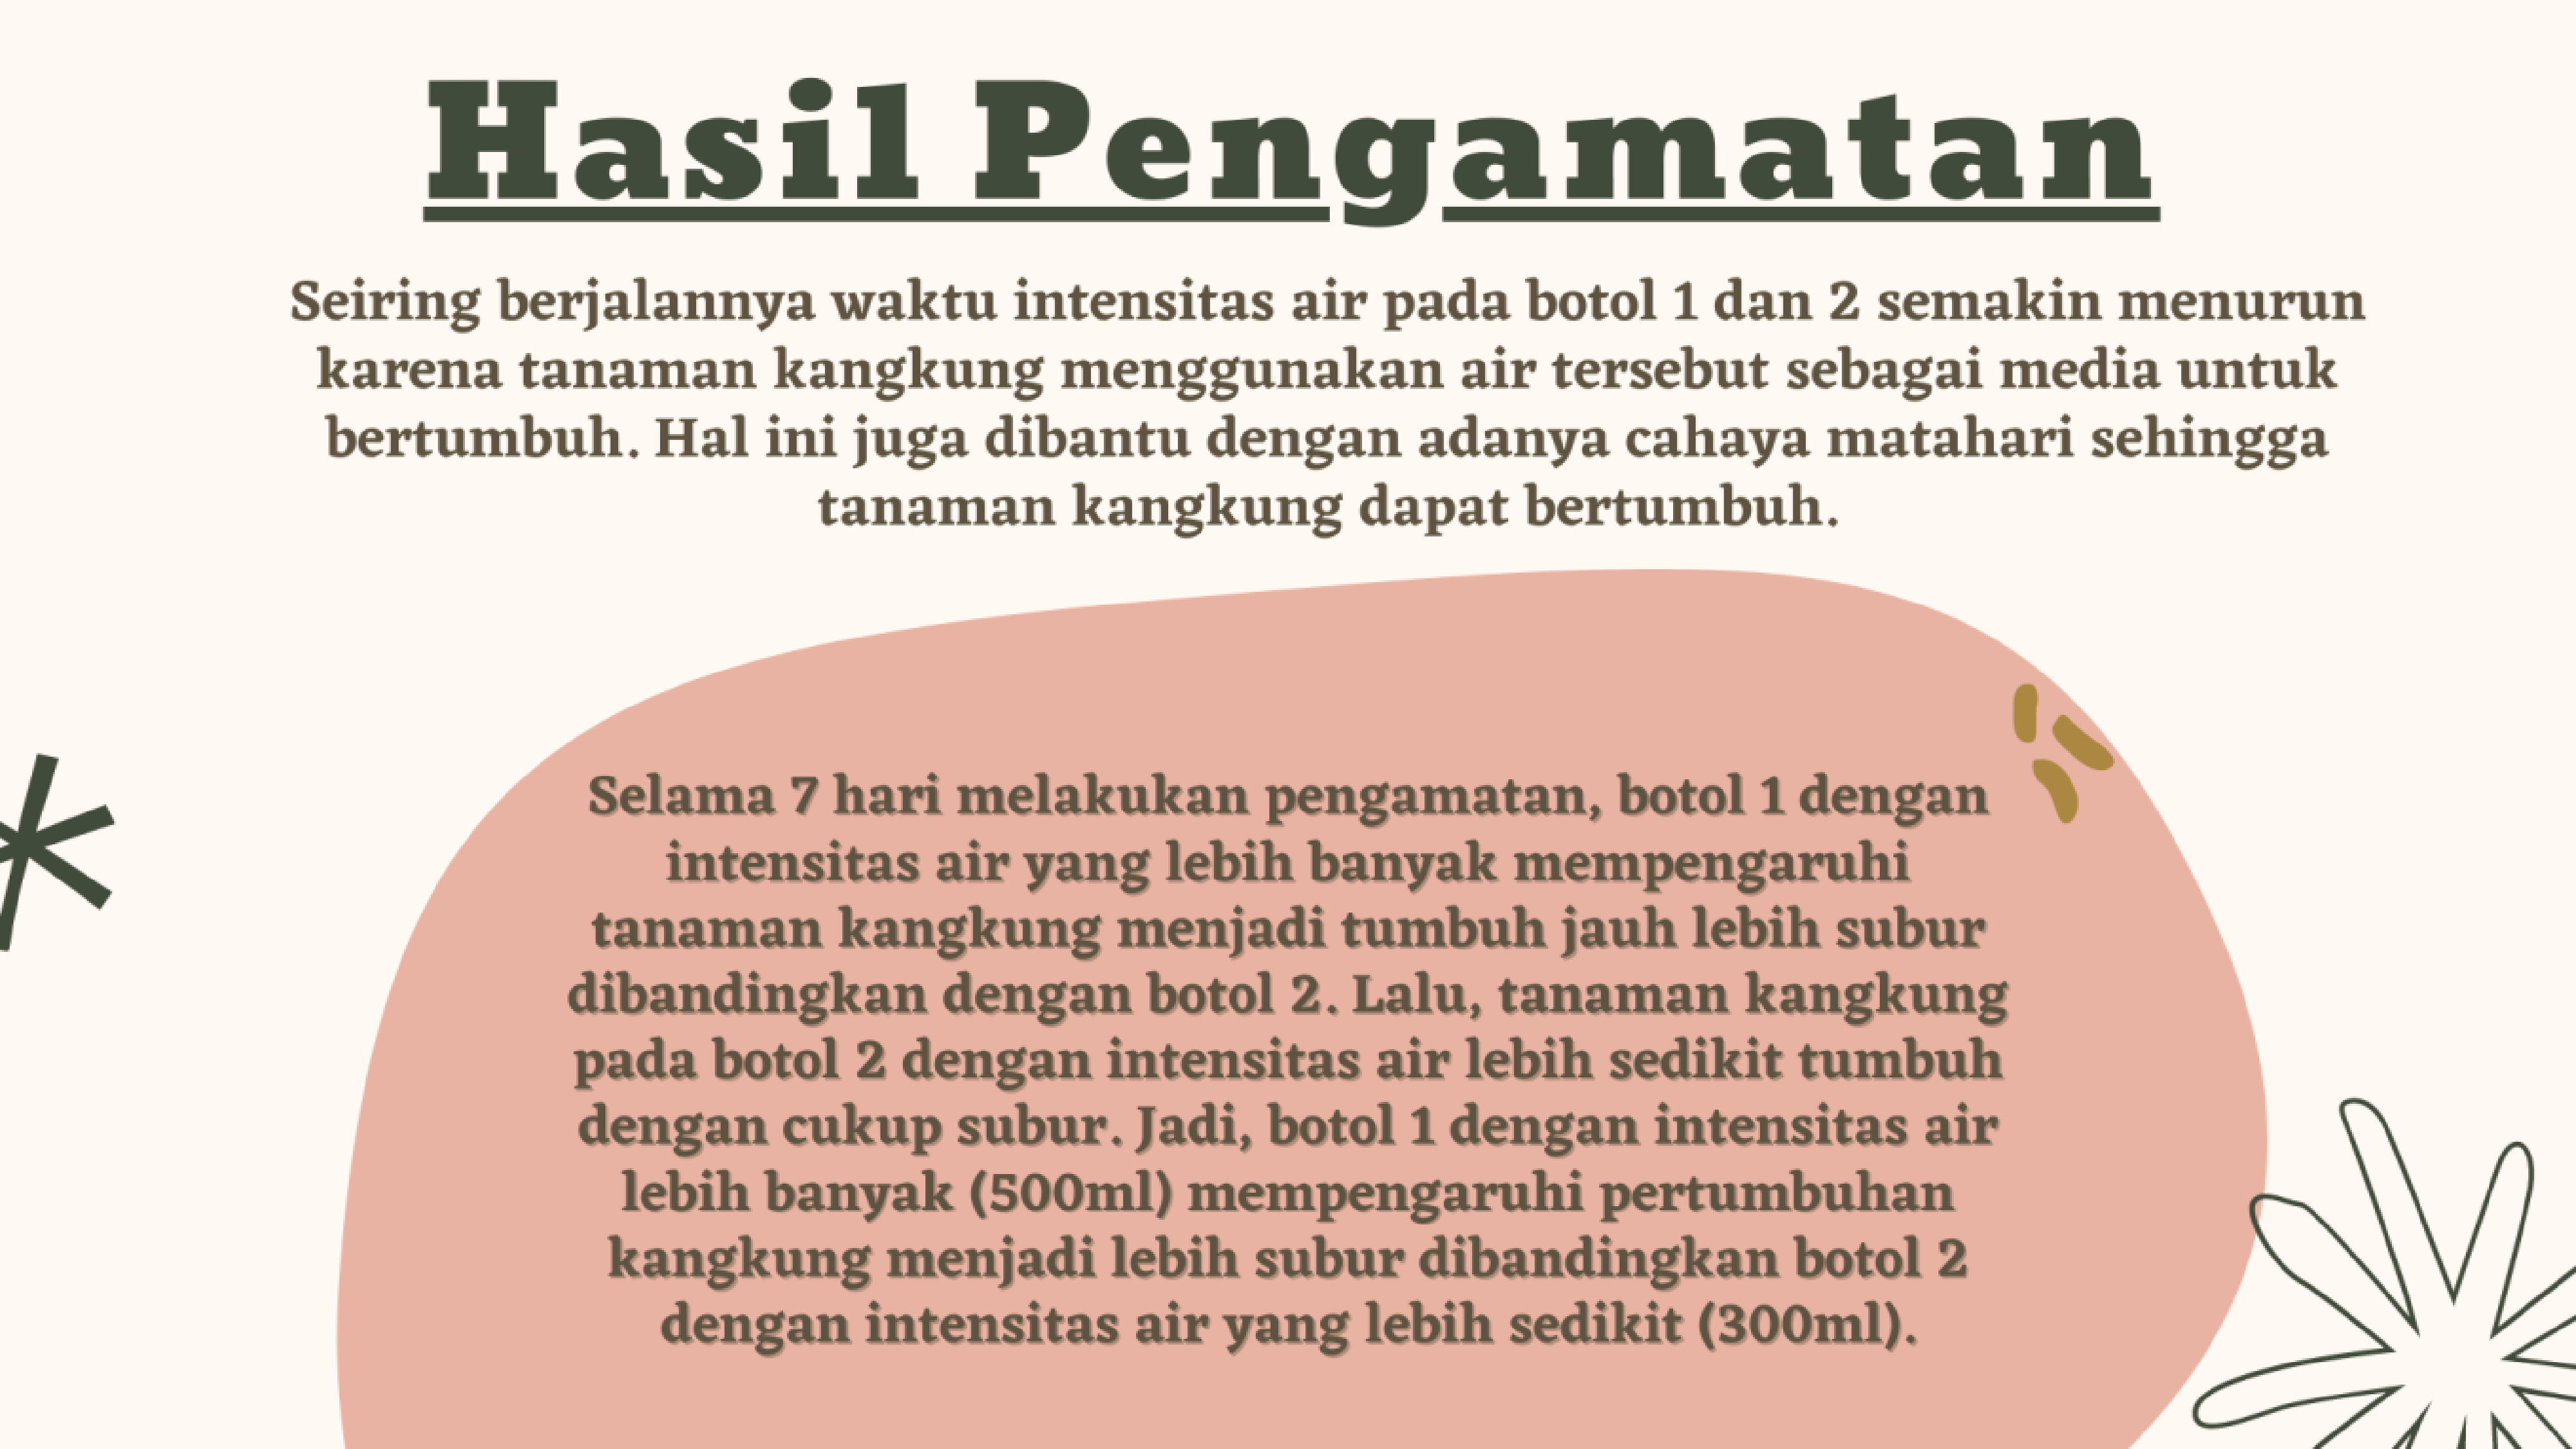 Hasil Pengamatan
Seiring berjalannya waktu intensitas air pada botol 1 dan 2 semakin menurun
karena tanaman kangkung menggunakan air tersebut sebagai media untuk
bertumbuh. Hal ini juga dibantu dengan adanya cahaya matahari sehingga
tanaman kangkung dapat bertumbuh.
Selama 7 hari melakukan pengamatan, botol 1 dengan
intensitas air yang lebih banyak mempengaruhi
tanaman kangkung menjadi tumbuh jauh lebih subur
dibandingkan dengan botol 2. Lalu, tanaman kangkung
pada botol 2 dengan intensitas air lebih sedikit tumbuh
dengan cukup subur. Jadi, botol 1 dengan intensitas air
lebih banyak (500ml) mempengaruhi pertumbuhan
kangkung menjadi lebih subur dibandingkan botol 2
dengan intensitas air yang lebih sedikit (300ml).